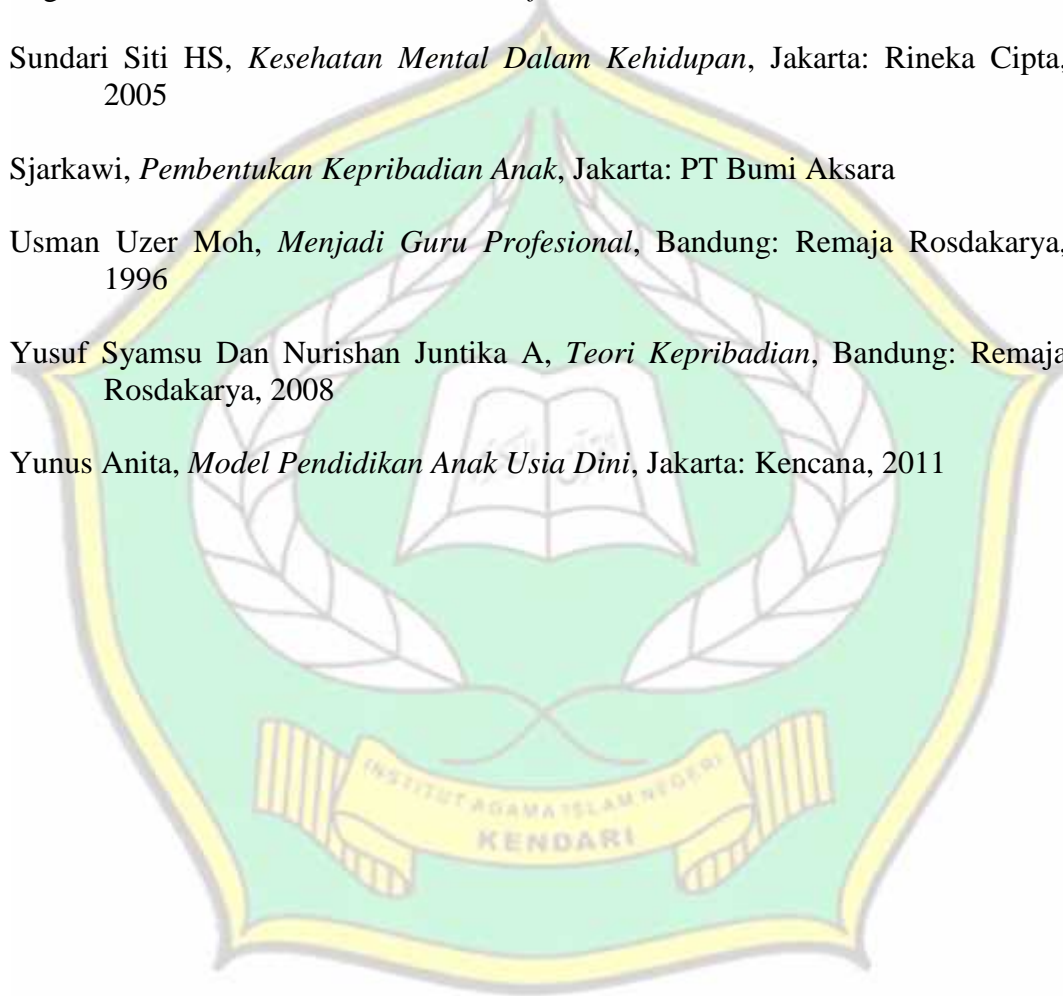 Sundari Siti HS, Kesehatan Mental Dalam Kehidupan, Jakarta: Rineka Cipta,
2005
Sjarkawi, Pembentukan Kepribadian Anak, Jakarta: PT Bumi Aksara
Usman Uzer Moh, Menjadi Guru Profesional, Bandung: Remaja Rosdakarya,
1996
Yusuf Syamsu Dan Nurishan Juntika A, Teori Kepribadian, Bandung: Remaja
Rosdakarya, 2008
Yunus Anita, Model Pendidikan Anak Usia Dini, Jakarta: Kencana, 2011
INSTITUT AGAMA ISLAM NEGERI
KENDARI